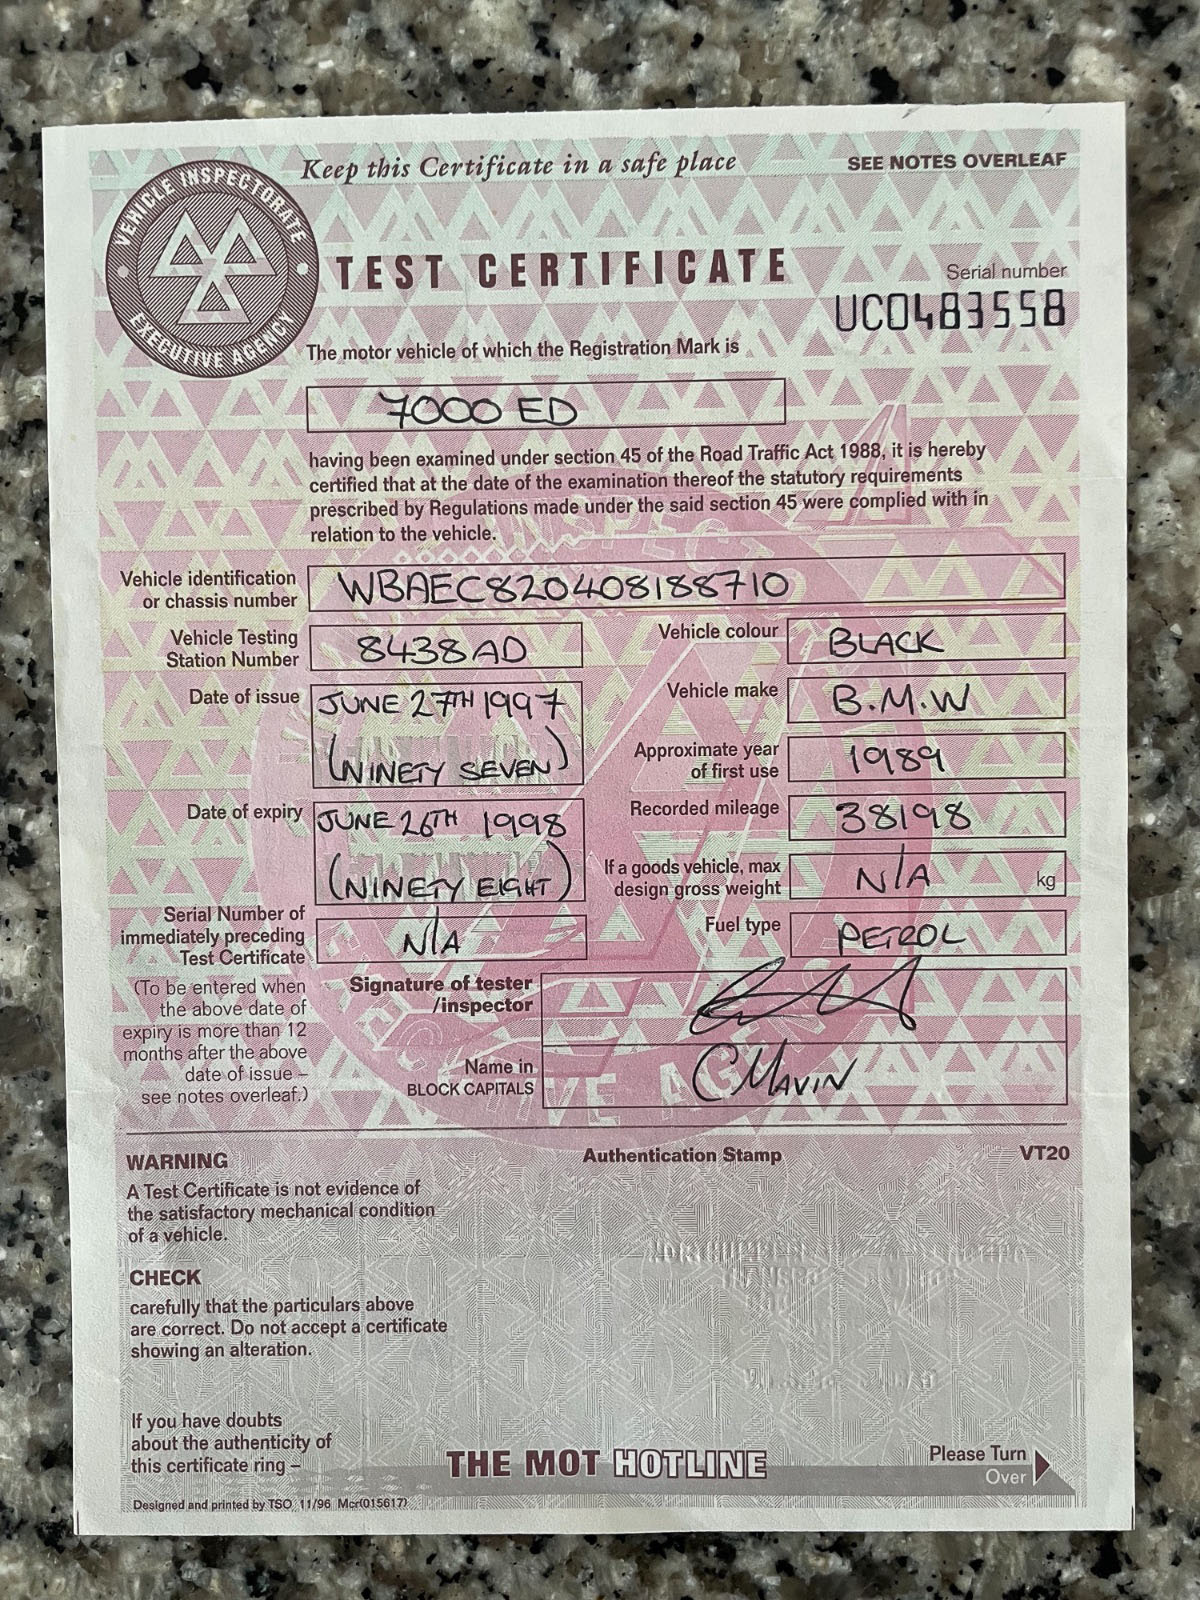 Keep this Certificate in a safe place
SEE NOTES OVERLEAF
VEHICLE INSPECTORATE
EXECUTIVE AGENCY
TEST CERTIFICATE
Serial number
UC0483558
The motor vehicle of which the Registration Mark is
7000 ED
having been examined under section 45 of the Road Traffic Act 1988, it is hereby
certified that at the date of the examination thereof the statutory requirements
prescribed by Regulations made under the said section 45 were complied with in
relation to the vehicle.
Vehicle identification
or chassis number
WBAEC820408188710
Vehicle Testing
Station Number
8438AD
Vehicle colour
BLACK
Date of issue
JUNE 27TH 1997
(NINETY SEVEN)
Vehicle make
B.M.W
Approximate year
of first use
1989
Date of expiry
JUNE 26TH 1998
(NINETY EIGHT)
Recorded mileage
38198
If a goods vehicle, max
design gross weight
N/A
kg
Serial Number of
immediately preceding
Test Certificate
N/A
Fuel type
PETROL
(To be entered when
the above date of
expiry is more than 12
months after the above
date of issue –
see notes overleaf.)
Signature of tester
/inspector
Name in
BLOCK CAPITALS
C MAVIN
WARNING
A Test Certificate is not evidence of
the satisfactory mechanical condition
of a vehicle.
Authentication Stamp
VT20
CHECK
carefully that the particulars above
are correct. Do not accept a certificate
showing an alteration.
If you have doubts
about the authenticity of
this certificate ring –
THE MOT HOTLINE
Please Turn
Over
Designed and printed by TSO 11/96 Mcr(015617)